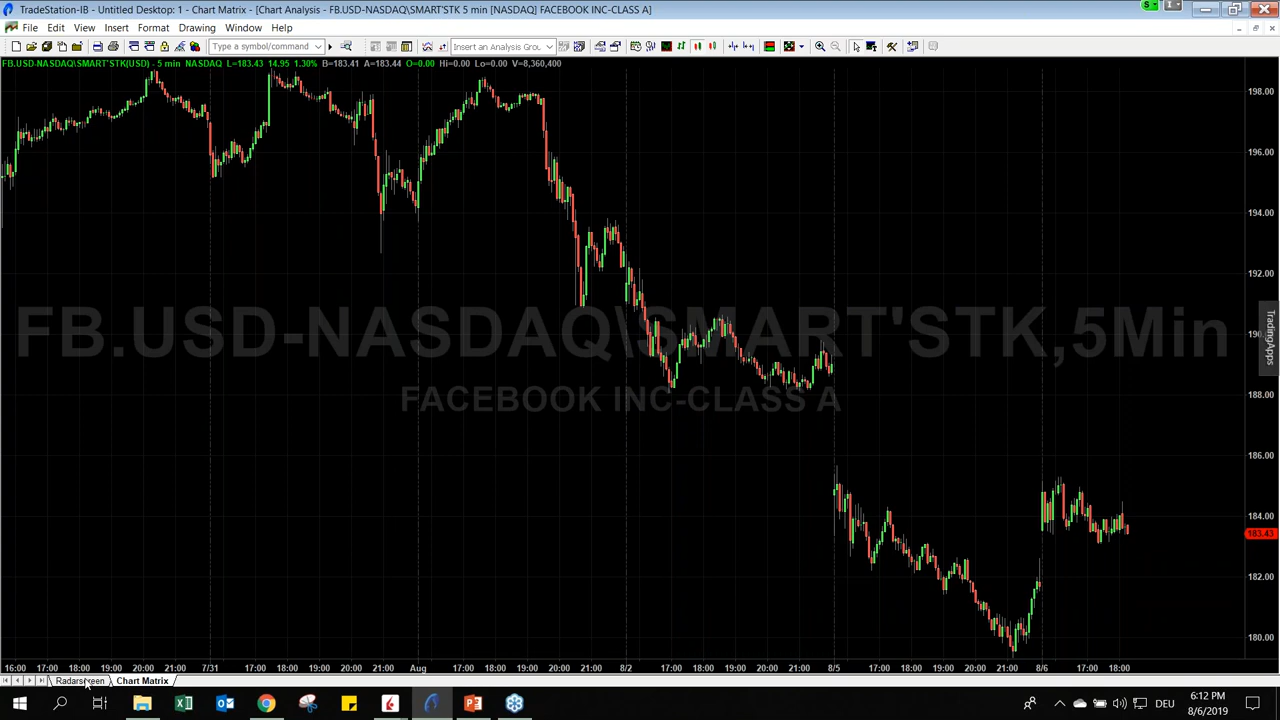 TradeStation-IB - Untitled Desktop: 1 - Chart Matrix - [Chart Analysis - FB.USD-NASDAQ\SMART'STK 5 min [NASDAQ] FACEBOOK INC-CLASS A]
File Edit View Insert Format Drawing Window Help
Type a symbol/command Insert an Analysis Grou
FB.USD-NASDAQ\SMART'STK(USD) - 5 min NASDAQ L=183.43 14.95 1.30% B=183.41 A=183.44 O=0.00 Hi=0.00 Lo=0.00 V=8,360,400
198.00
196.00
194.00
192.00
FB.USD-NASDAQ\SMART'STK,5Min
190.00
TradingApps
FACEBOOK INC-CLASS A
188.00
186.00
184.00
183.43
182.00
180.00
16:00 17:00 18:00 19:00 20:00 21:00 7/31 17:00 18:00 19:00 20:00 21:00 Aug 17:00 18:00 19:00 20:00 21:00 8/2 17:00 18:00 19:00 20:00 21:00 8/5 17:00 18:00 19:00 20:00 21:00 8/6 17:00 18:00
Radarscreen Chart Matrix
DEU
6:12 PM
8/6/2019